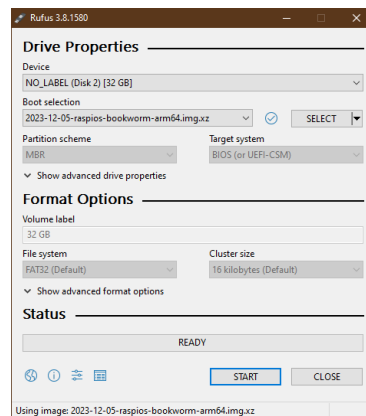 Rufus 3.8.1580
Drive Properties
Device
NO_LABEL (Disk 2) [32 GB]
Boot selection
2023-12-05-raspios-bookworm-arm64.img.xz SELECT
Partition scheme Target system
MBR BIOS (or UEFI-CSM)
Show advanced drive properties
Format Options
Volume label
32 GB
File system Cluster size
FAT32 (Default) 16 kilobytes (Default)
Show advanced format options
Status
READY
START CLOSE
Using image: 2023-12-05-raspios-bookworm-arm64.img.xz